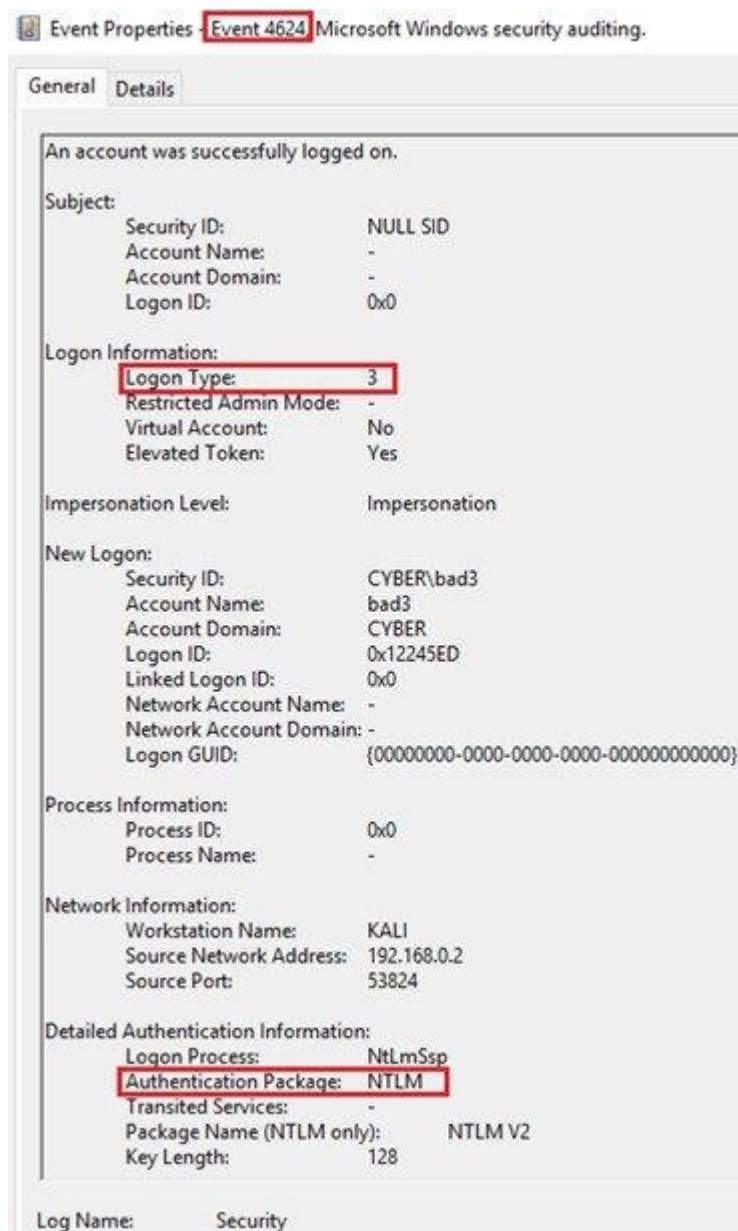 Event Properties - Event 4624, Microsoft Windows security auditing.
General Details
An account was successfully logged on.
Subject:
Security ID: NULL SID
Account Name: -
Account Domain: -
Logon ID: 0x0
Logon Information:
Logon Type: 3
Restricted Admin Mode: -
Virtual Account: No
Elevated Token: Yes
Impersonation Level: Impersonation
New Logon:
Security ID: CYBER\bad3
Account Name: bad3
Account Domain: CYBER
Logon ID: 0x12245ED
Linked Logon ID: 0x0
Network Account Name: -
Network Account Domain: -
Logon GUID: {00000000-0000-0000-0000-000000000000}
Process Information:
Process ID: 0x0
Process Name: -
Network Information:
Workstation Name: KALI
Source Network Address: 192.168.0.2
Source Port: 53824
Detailed Authentication Information:
Logon Process: NtLmSsp
Authentication Package: NTLM
Transited Services: -
Package Name (NTLM only): NTLM V2
Key Length: 128
Log Name: Security